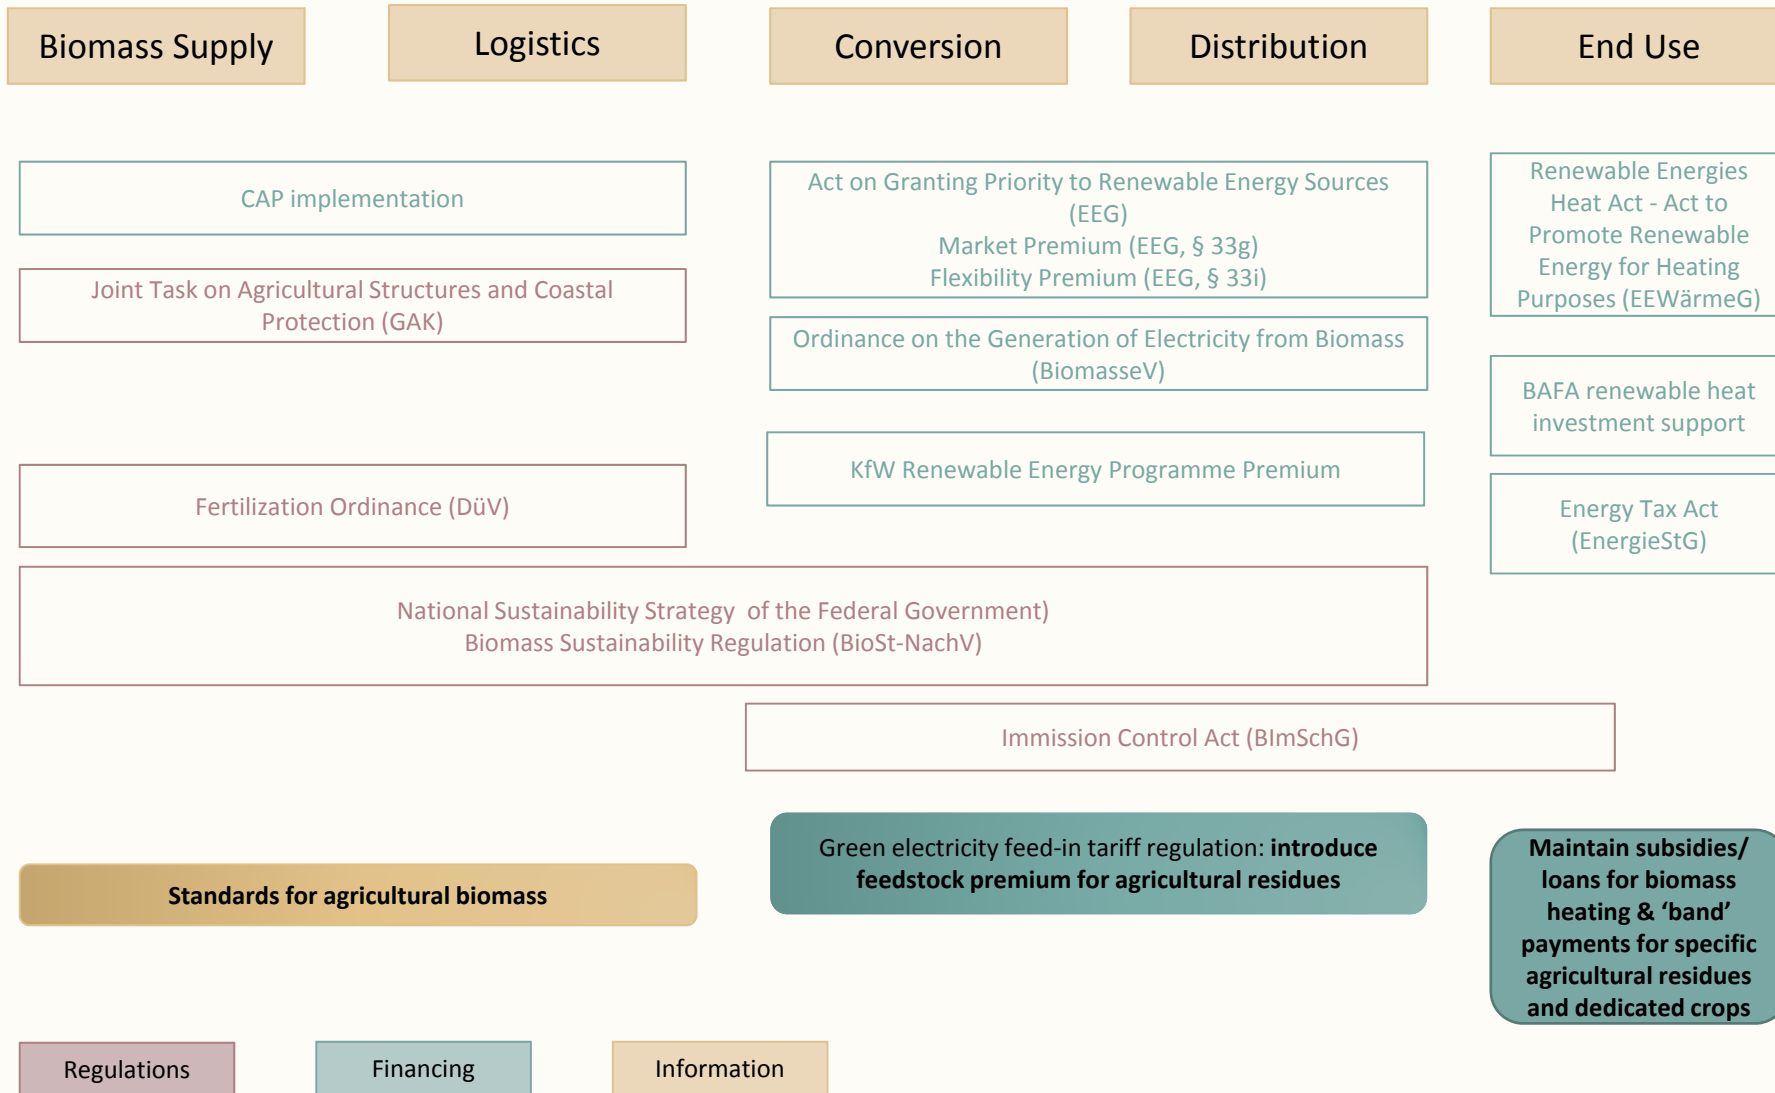 Biomass Supply
Logistics
Conversion
Distribution
End Use
CAP implementation
Joint Task on Agricultural Structures and Coastal
Protection (GAK)
Fertilization Ordinance (DüV)
Act on Granting Priority to Renewable Energy Sources
(EEG)
Market Premium (EEG, § 33g)
Flexibility Premium (EEG, § 33i)
Ordinance on the Generation of Electricity from Biomass
(BiomasseV)
KfW Renewable Energy Programme Premium
Renewable Energies
Heat Act - Act to
Promote Renewable
Energy for Heating
Purposes (EEWärmeG)
BAFA renewable heat
investment support
Energy Tax Act
(EnergieStG)
National Sustainability Strategy  of the Federal Government)
Biomass Sustainability Regulation (BioSt-NachV)
Immission Control Act (BImSchG)
Standards for agricultural biomass
Green electricity feed-in tariff regulation: introduce
feedstock premium for agricultural residues
Maintain subsidies/
loans for biomass
heating & ‘band’
payments for specific
agricultural residues
and dedicated crops
Regulations
Financing
Information